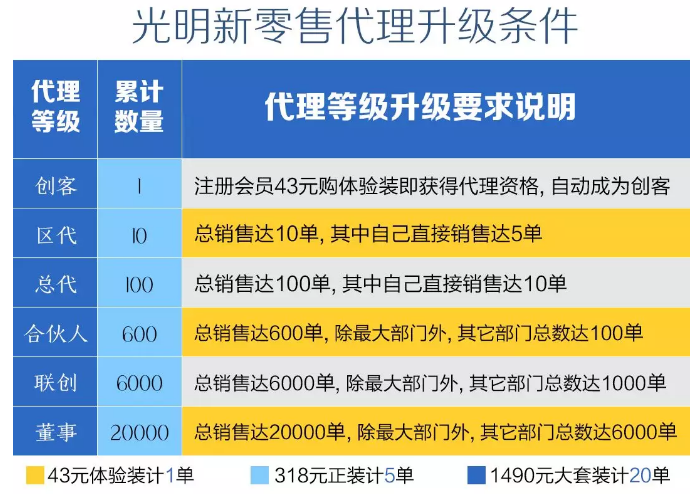 光明新零售代理升级条件
代理等级 累计数量 代理等级升级要求说明
创客 1 注册会员43元购体验装即获得代理资格, 自动成为创客
区代 10 总销售达10单, 其中自己直接销售达5单
总代 100 总销售达100单, 其中自己直接销售达10单
合伙人 600 总销售达600单, 除最大部门外, 其它部门总数达100单
联创 6000 总销售达6000单, 除最大部门外, 其它部门总数达1000单
董事 20000 总销售达20000单, 除最大部门外, 其它部门总数达6000单
43元体验装计1单 318元正装计5单 1490元大套装计20单